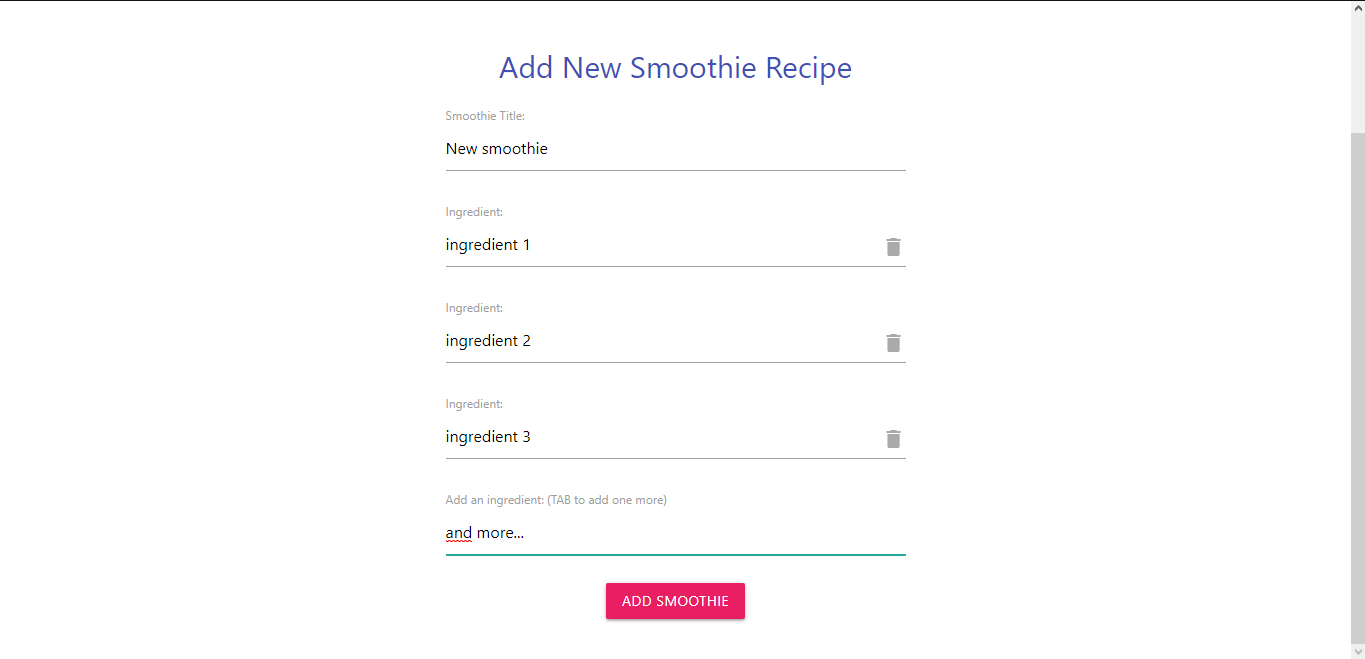 Add New Smoothie Recipe
Smoothie Title:
New smoothie
Ingredient:
ingredient 1
Ingredient:
ingredient 2
Ingredient:
ingredient 3
Add an ingredient: (TAB to add one more)
and more...
ADD SMOOTHIE